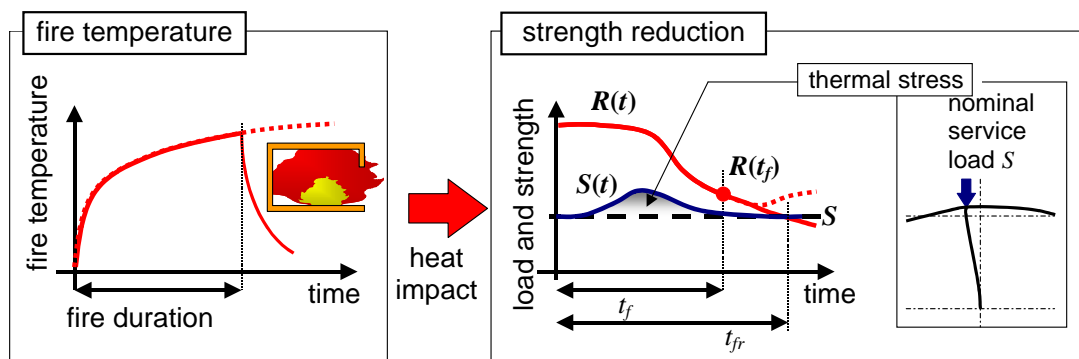 fire temperature
fire temperature
time
fire duration
heat
impact
strength reduction
thermal stress
load and strength
R(t)
S(t)
R(t_f)
S
time
t_f
t_fr
nominal
service
load S